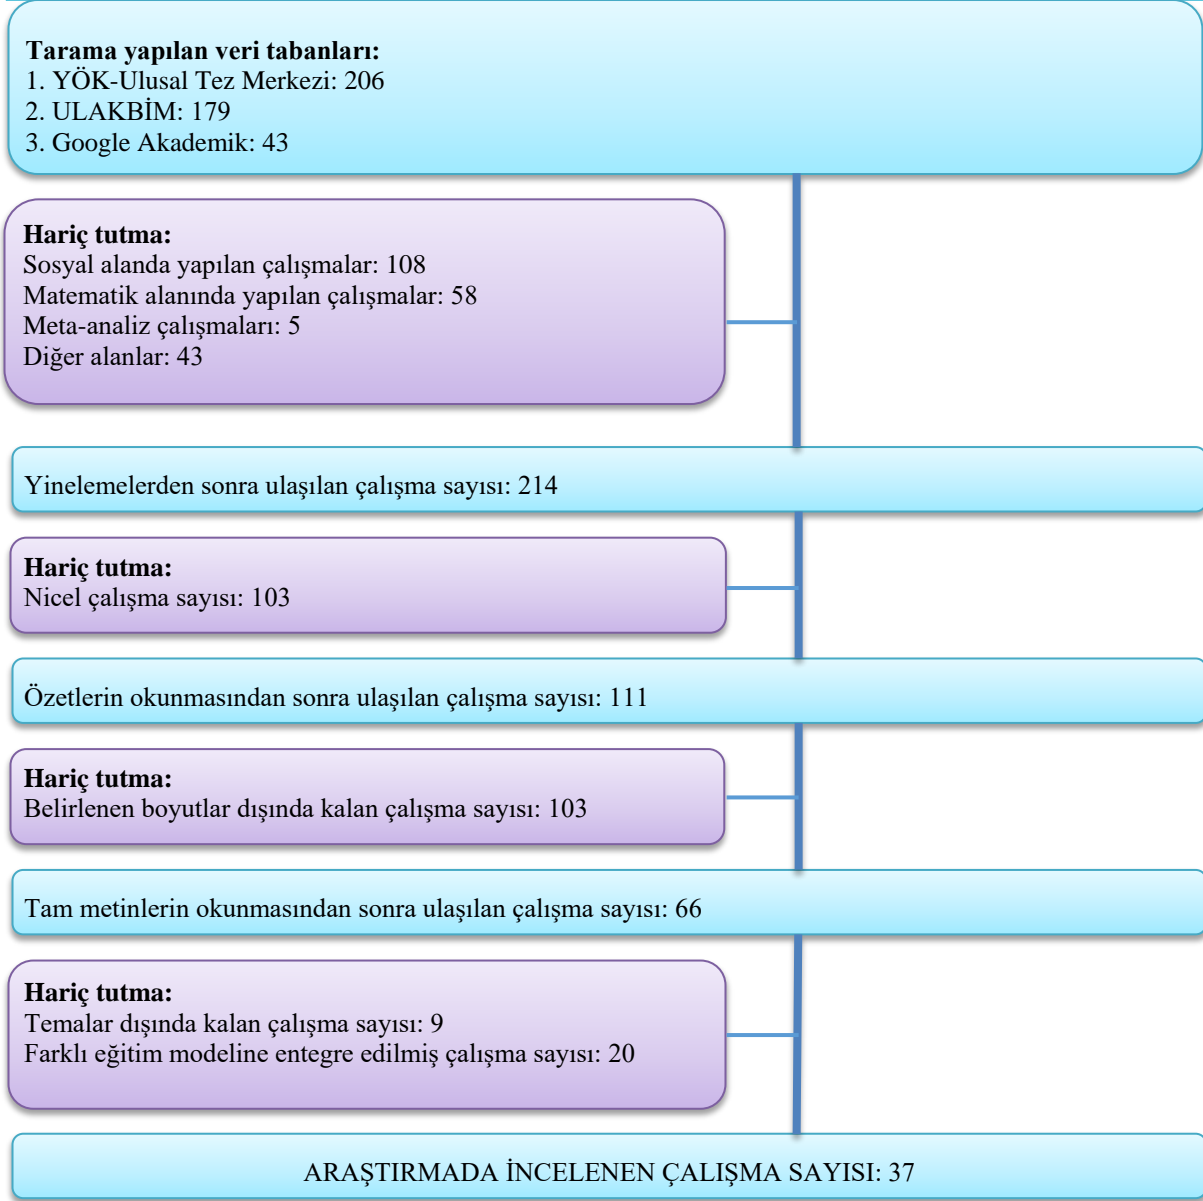 Tarama yapılan veri tabanları:
1. YÖK-Ulusal Tez Merkezi: 206
2. ULAKBİM: 179
3. Google Akademik: 43
Hariç tutma:
Sosyal alanda yapılan çalışmalar: 108
Matematik alanında yapılan çalışmalar: 58
Meta-analiz çalışmaları: 5
Diğer alanlar: 43
Yinelemelerden sonra ulaşılan çalışma sayısı: 214
Hariç tutma:
Nicel çalışma sayısı: 103
Özetlerin okunmasından sonra ulaşılan çalışma sayısı: 111
Hariç tutma:
Belirlenen boyutlar dışında kalan çalışma sayısı: 103
Tam metinlerin okunmasından sonra ulaşılan çalışma sayısı: 66
Hariç tutma:
Temalar dışında kalan çalışma sayısı: 9
Farklı eğitim modeline entegre edilmiş çalışma sayısı: 20
ARAŞTIRMADA İNCELENEN ÇALIŞMA SAYISI: 37